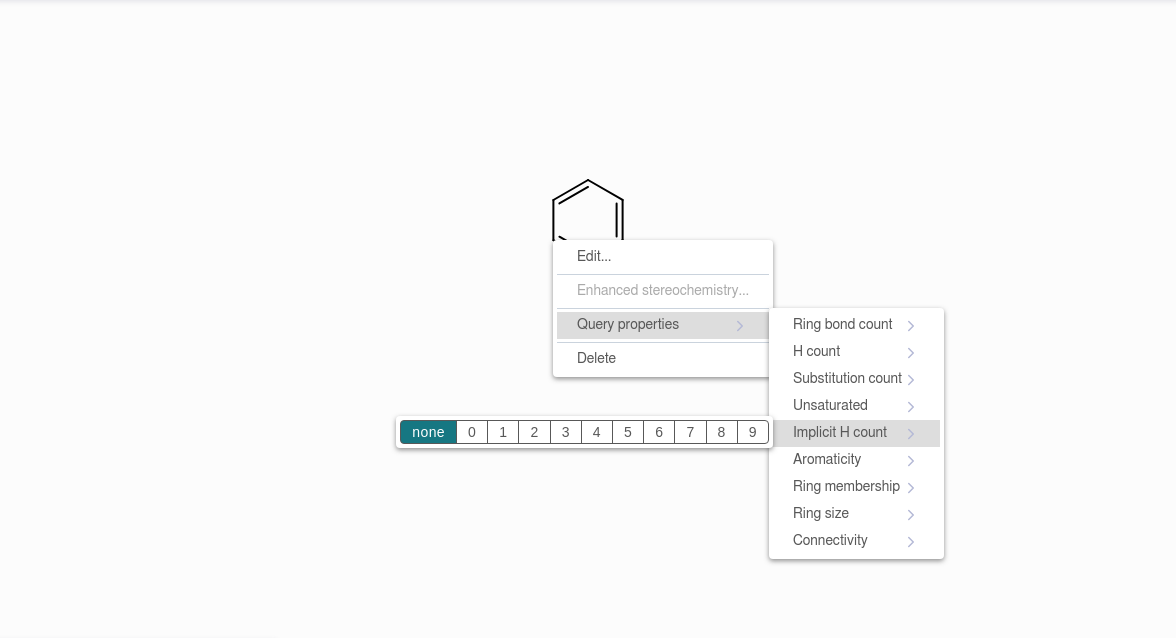 Edit...
Enhanced stereochemistry...
Query properties
Delete
Ring bond count
H count
Substitution count
Unsaturated
Implicit H count
Aromaticity
Ring membership
Ring size
Connectivity
none 0 1 2 3 4 5 6 7 8 9